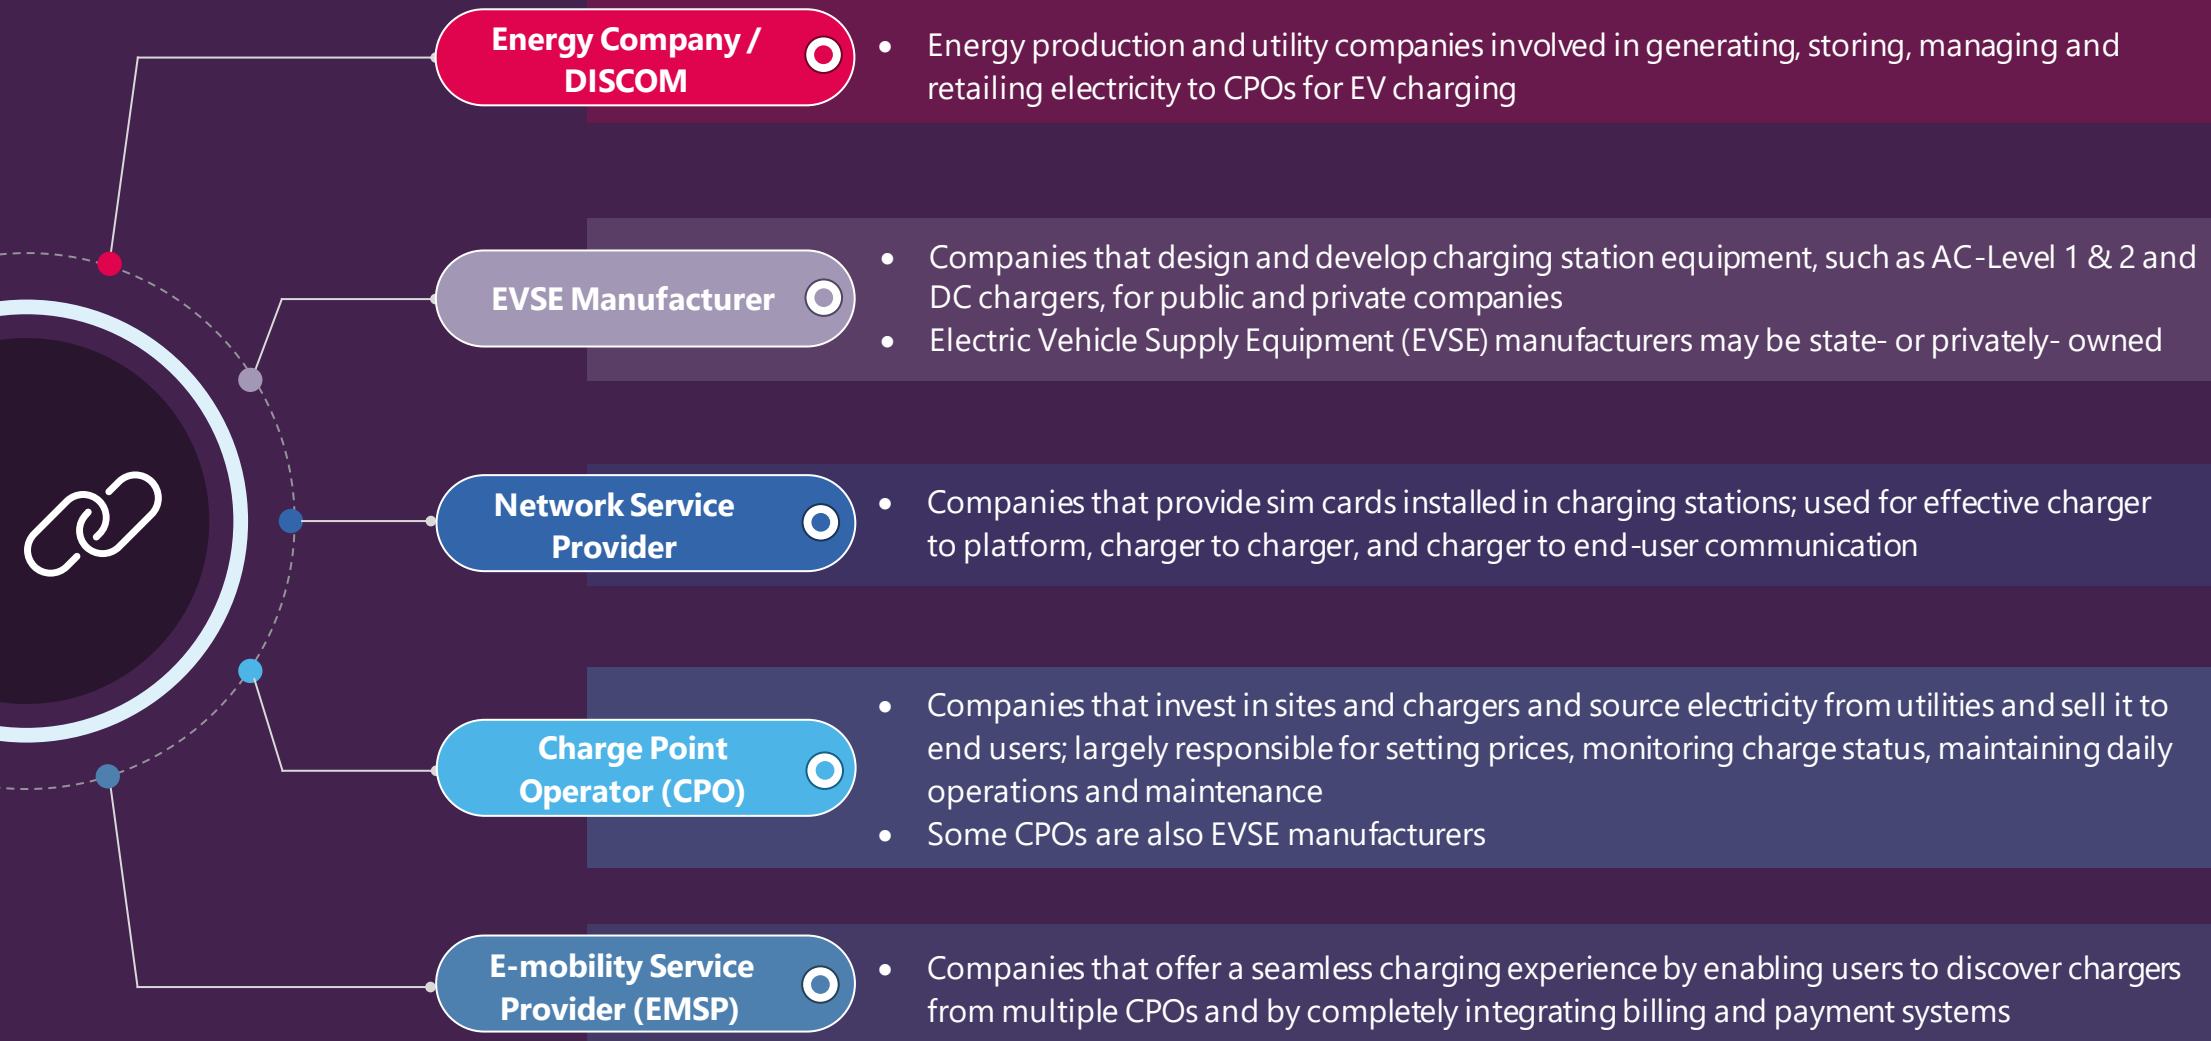 Energy Company /
DISCOM
• Energy production and utility companies involved in generating, storing, managing and
retailing electricity to CPOs for EV charging
EVSE Manufacturer
• Companies that design and develop charging station equipment, such as AC-Level 1 & 2 and
DC chargers, for public and private companies
• Electric Vehicle Supply Equipment (EVSE) manufacturers may be state- or privately- owned
Network Service
Provider
• Companies that provide sim cards installed in charging stations; used for effective charger
to platform, charger to charger, and charger to end-user communication
Charge Point
Operator (CPO)
• Companies that invest in sites and chargers and source electricity from utilities and sell it to
end users; largely responsible for setting prices, monitoring charge status, maintaining daily
operations and maintenance
• Some CPOs are also EVSE manufacturers
E-mobility Service
Provider (EMSP)
• Companies that offer a seamless charging experience by enabling users to discover chargers
from multiple CPOs and by completely integrating billing and payment systems